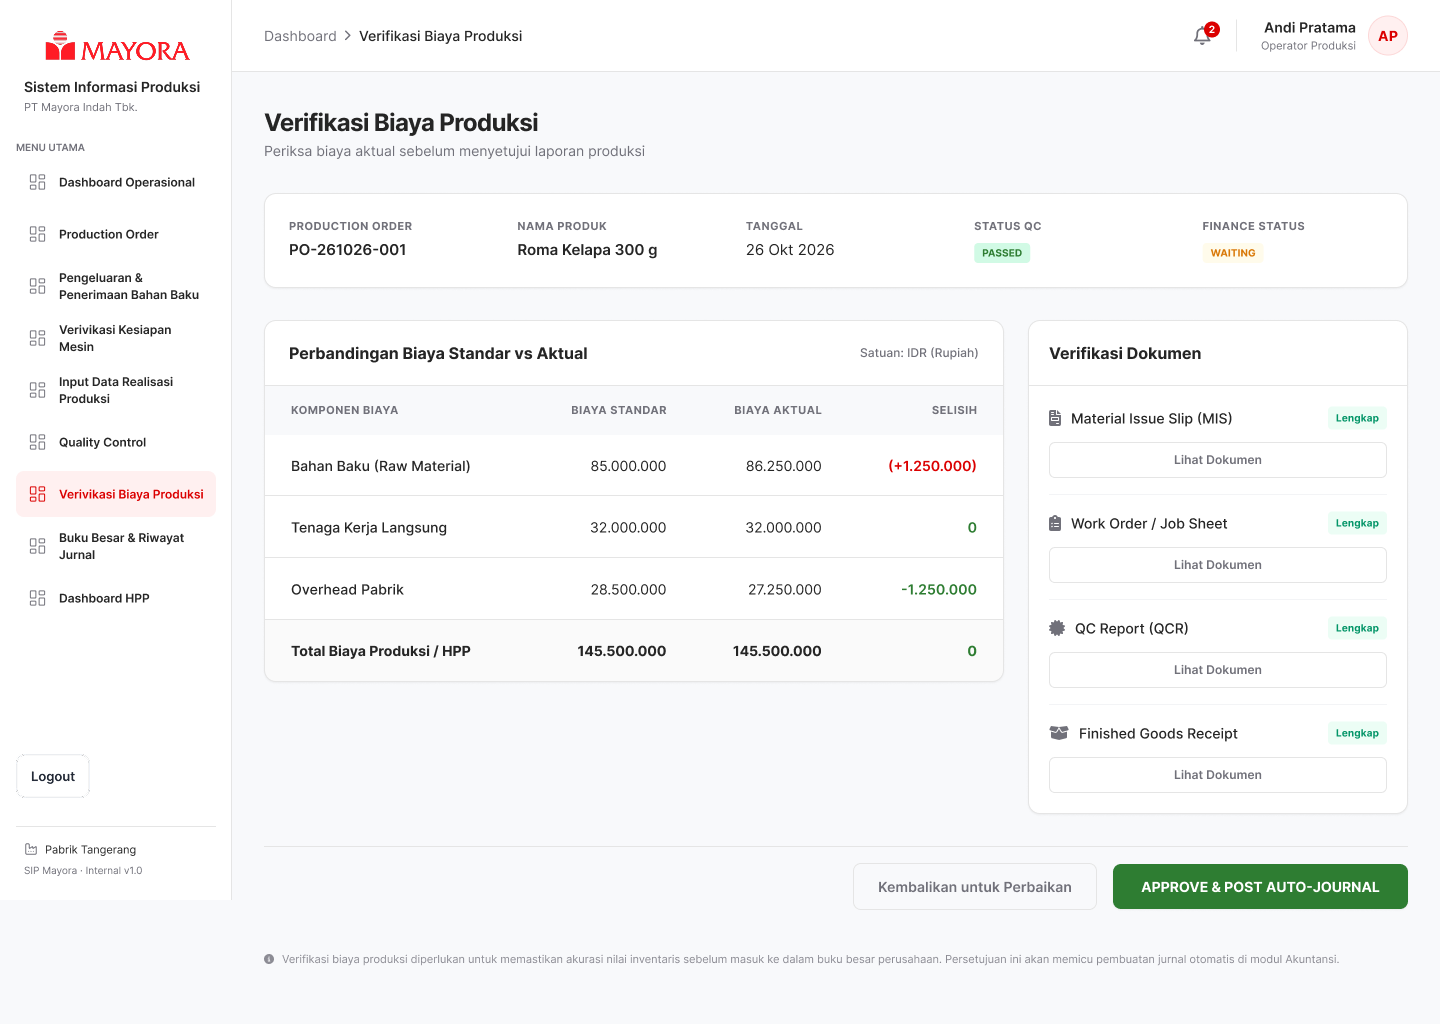 MAYORA
Sistem Informasi Produksi
PT Mayora Indah Tbk.
MENU UTAMA
Dashboard Operasional
Production Order
Pengeluaran &
Penerimaan Bahan Baku
Verivikasi Kesiapan
Mesin
Input Data Realisasi
Produksi
Quality Control
Verivikasi Biaya Produksi
Buku Besar & Riwayat
Jurnal
Dashboard HPP
Logout
Pabrik Tangerang
SIP Mayora · Internal v1.0
Dashboard > Verifikasi Biaya Produksi
2
Andi Pratama
Operator Produksi
AP
Verifikasi Biaya Produksi
Periksa biaya aktual sebelum menyetujui laporan produksi
PRODUCTION ORDER NAMA PRODUK TANGGAL STATUS QC FINANCE STATUS
PO-261026-001 Roma Kelapa 300 g 26 Okt 2026 PASSED WAITING
Perbandingan Biaya Standar vs Aktual Satuan: IDR (Rupiah)
KOMPONEN BIAYA BIAYA STANDAR BIAYA AKTUAL SELISIH
Bahan Baku (Raw Material) 85.000.000 86.250.000 (+1.250.000)
Tenaga Kerja Langsung 32.000.000 32.000.000 0
Overhead Pabrik 28.500.000 27.250.000 -1.250.000
Total Biaya Produksi / HPP 145.500.000 145.500.000 0
Verifikasi Dokumen
Material Issue Slip (MIS) Lengkap
Lihat Dokumen
Work Order / Job Sheet Lengkap
Lihat Dokumen
QC Report (QCR) Lengkap
Lihat Dokumen
Finished Goods Receipt Lengkap
Lihat Dokumen
Kembalikan untuk Perbaikan APPROVE & POST AUTO-JOURNAL
Verifikasi biaya produksi diperlukan untuk memastikan akurasi nilai inventaris sebelum masuk ke dalam buku besar perusahaan. Persetujuan ini akan memicu pembuatan jurnal otomatis di modul Akuntansi.